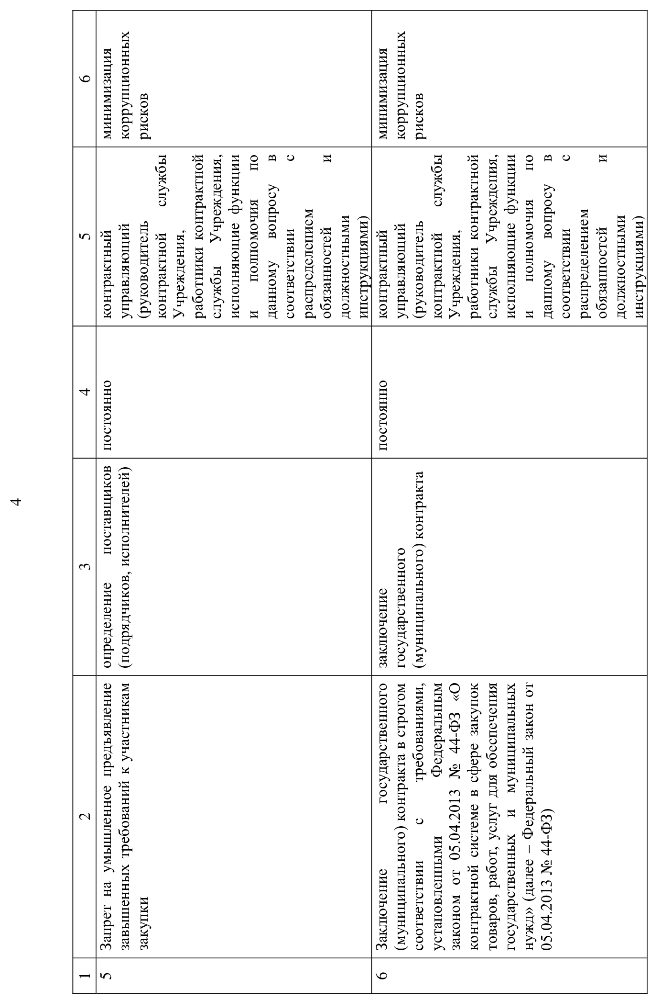 4
1
2
3
4
5
6
5
Запрет на умышленное предъявление
завышенных требований к участникам
закупки
определение поставщиков
(подрядчиков, исполнителей)
постоянно
контрактный
управляющий
(руководитель
контрактной службы
Учреждения,
работники контрактной
службы Учреждения,
исполняющие функции
и полномочия по
данному вопросу в
соответствии с
распределением
обязанностей и
должностными
инструкциями)
минимизация
коррупционных
рисков
6
Заключение государственного
(муниципального) контракта в строгом
соответствии с требованиями,
установленными Федеральным
законом от 05.04.2013 № 44-ФЗ «О
контрактной системе в сфере закупок
товаров, работ, услуг для обеспечения
государственных и муниципальных
нужд» (далее – Федеральный закон от
05.04.2013 № 44-ФЗ)
заключение
государственного
(муниципального) контракта
постоянно
контрактный
управляющий
(руководитель
контрактной службы
Учреждения,
работники контрактной
службы Учреждения,
исполняющие функции
и полномочия по
данному вопросу в
соответствии с
распределением
обязанностей и
должностными
инструкциями)
минимизация
коррупционных
рисков